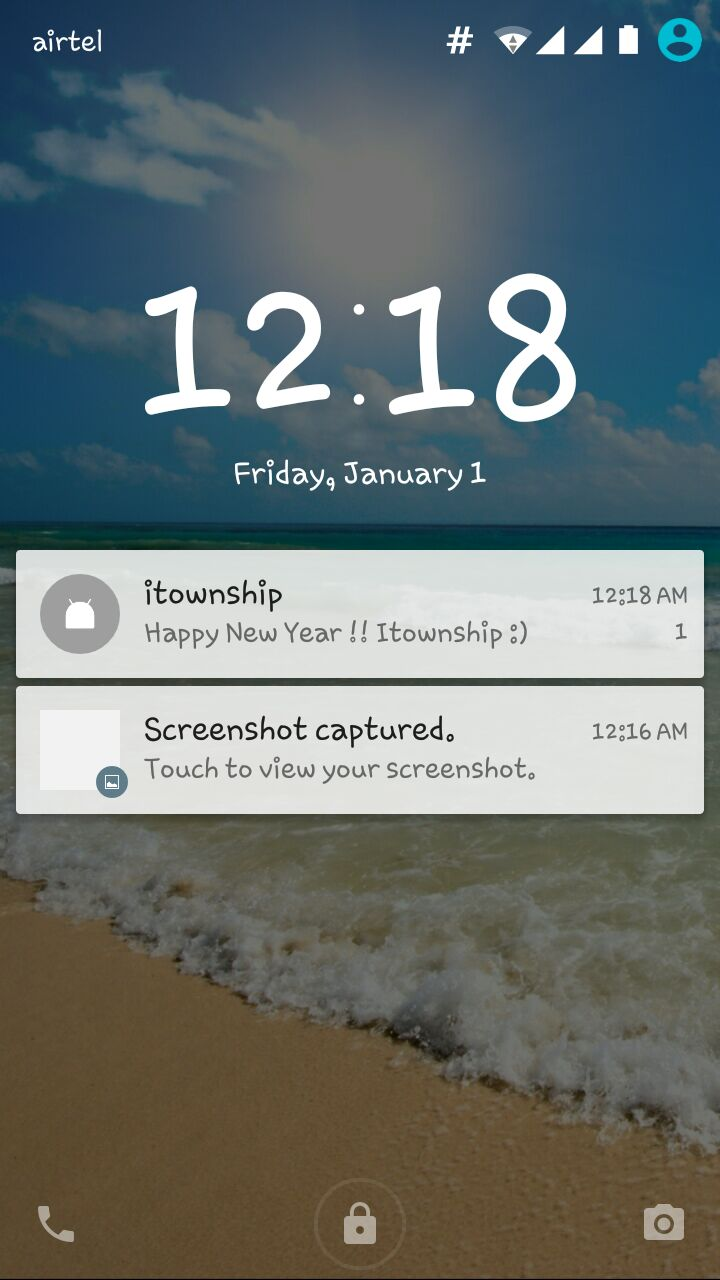 airtel #
12:18
Friday, January 1
itownship 12:18 AM
Happy New Year !! Itownship :) 1
Screenshot captured. 12:16 AM
Touch to view your screenshot.